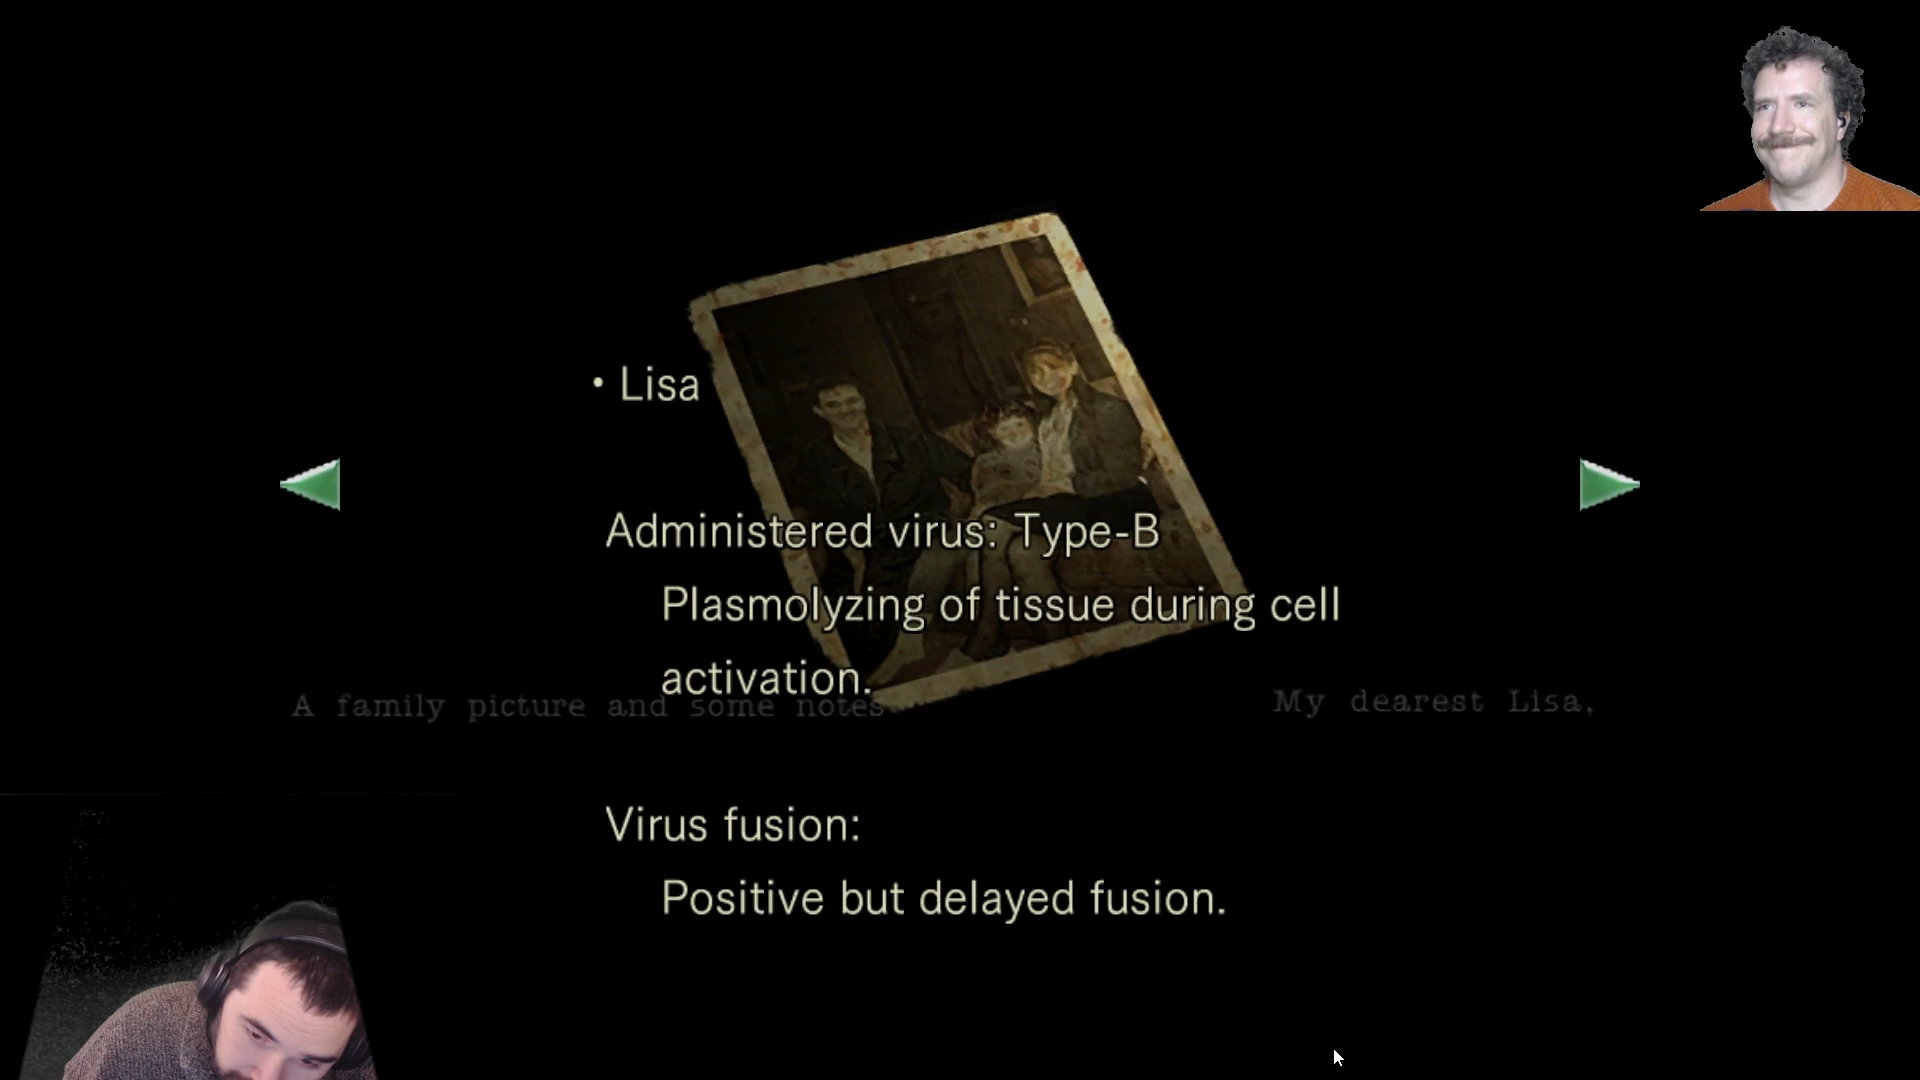 • Lisa
Administered virus: Type-B
Plasmolyzing of tissue during cell
activation.
A family picture and some notes
My dearest Lisa,
Virus fusion:
Positive but delayed fusion.